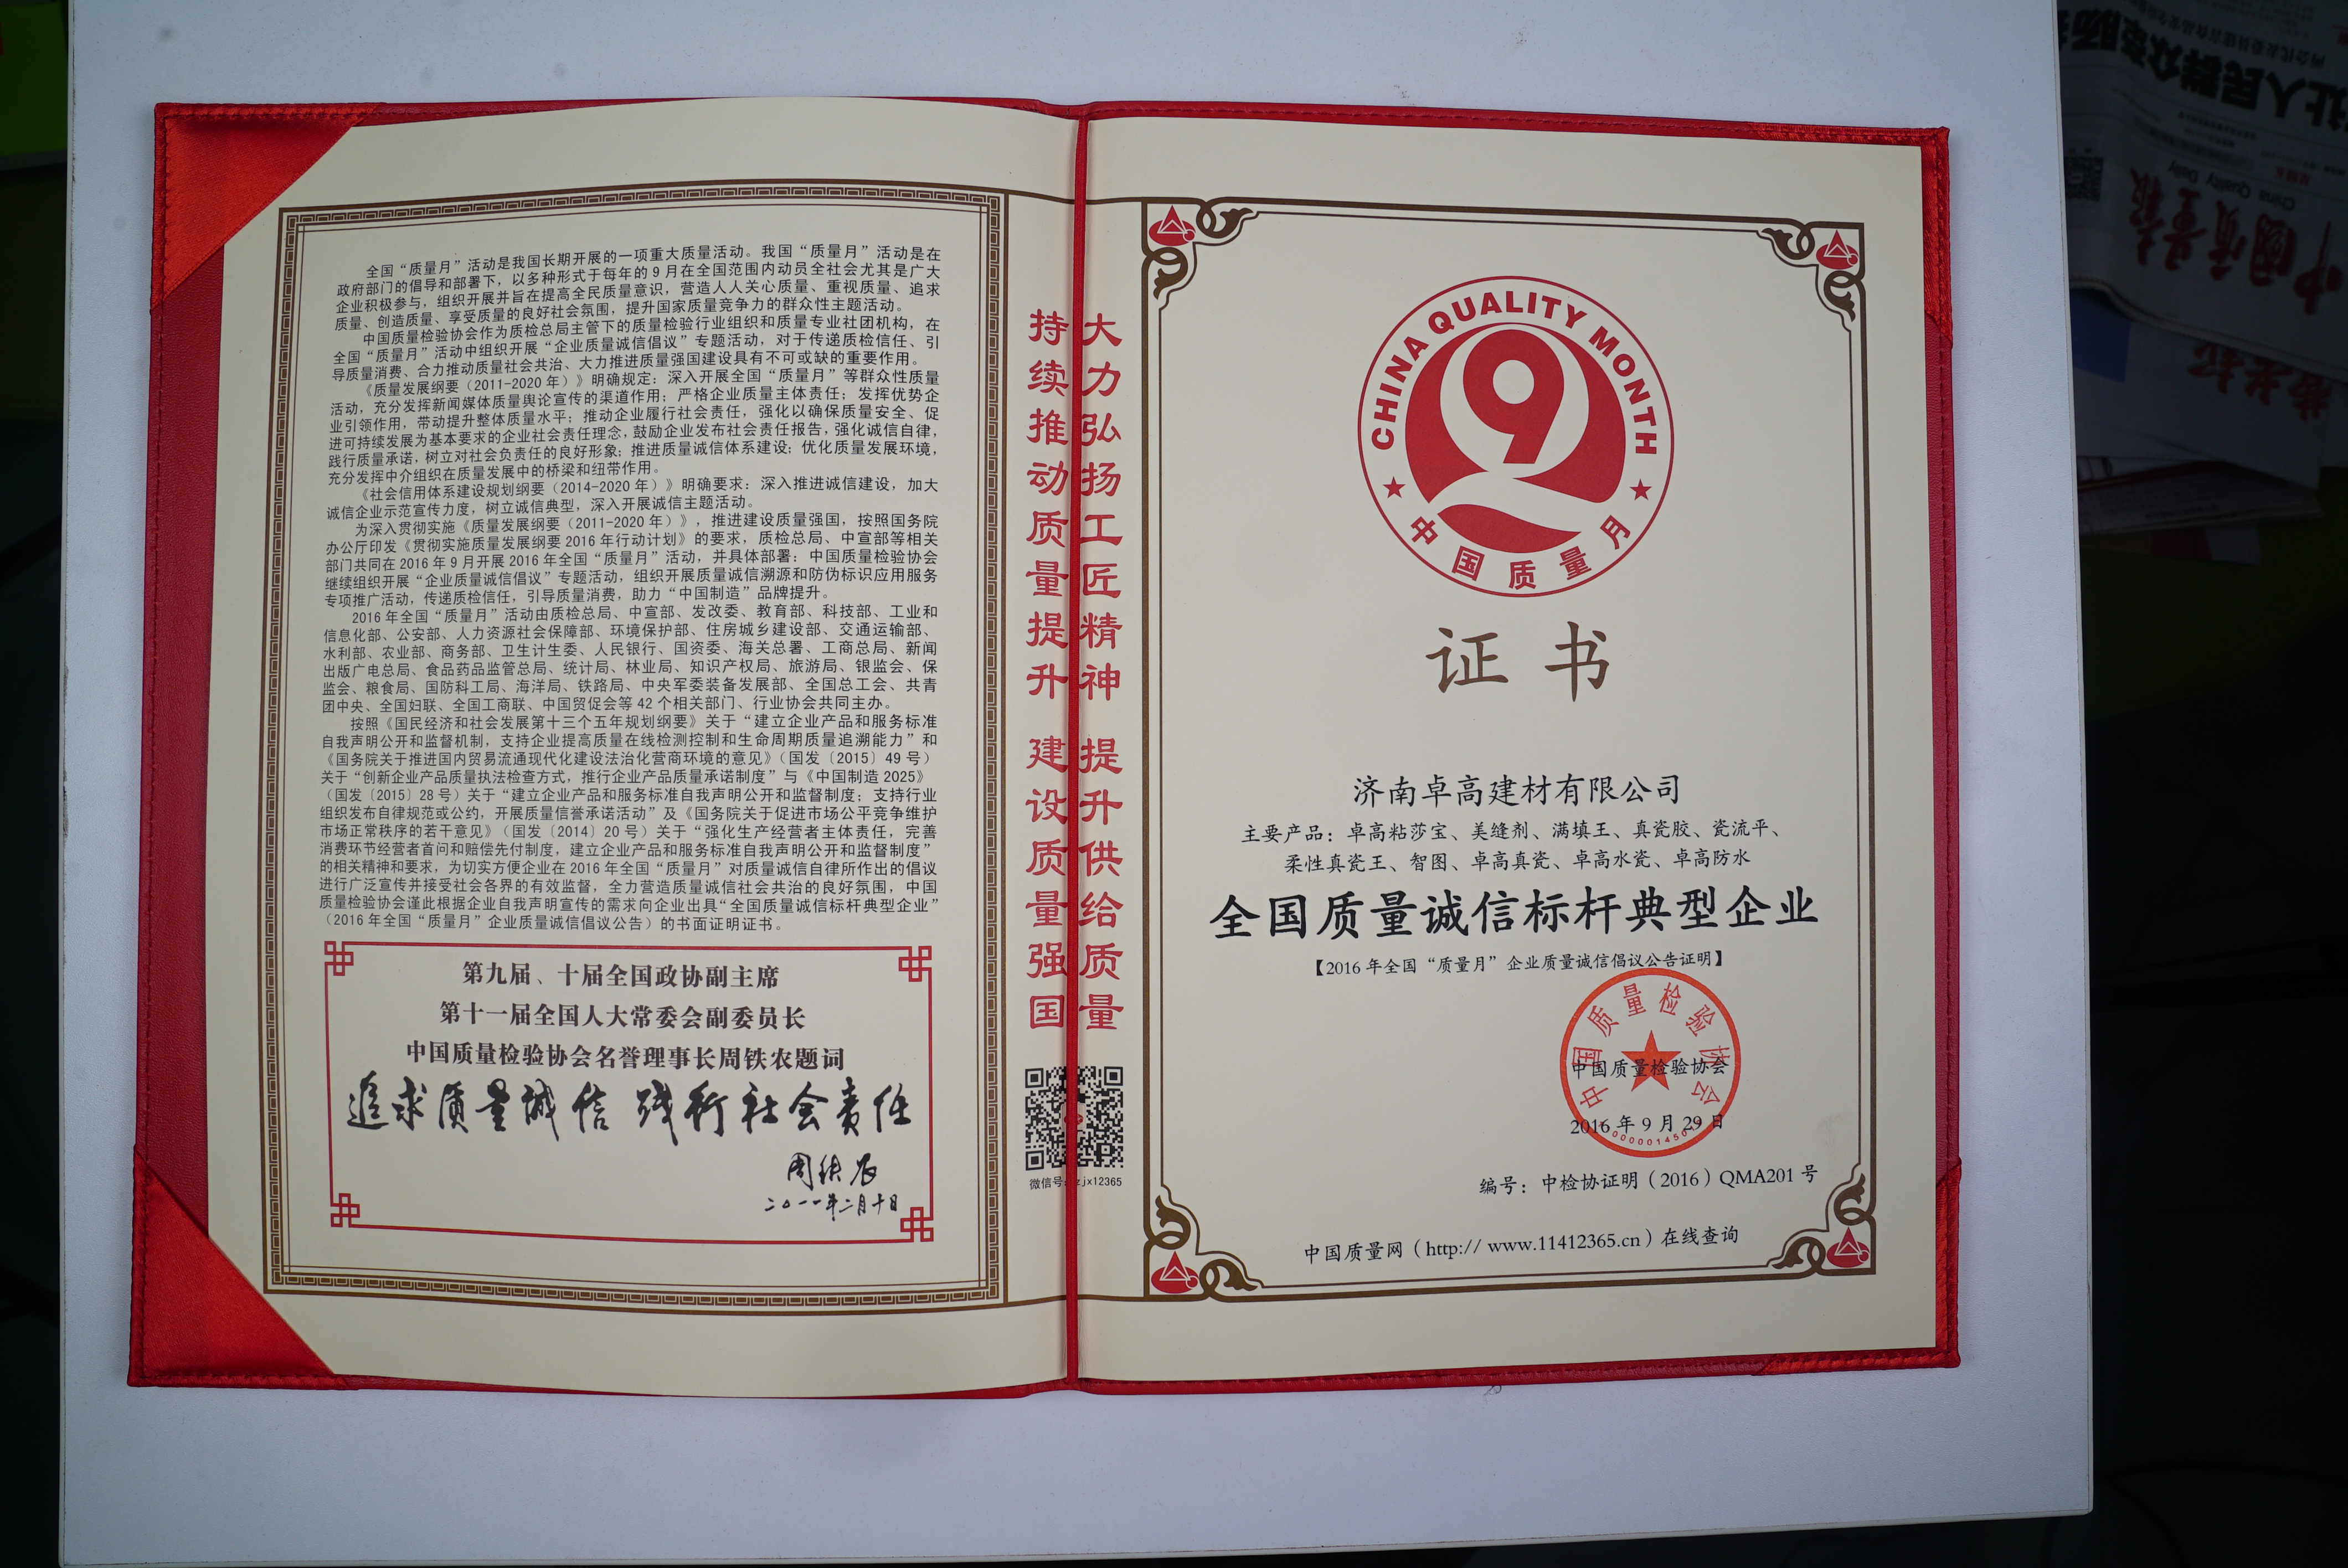 全国“质量月”活动是我国长期开展的一项重大质量活动。我国“质量月”活动是在
政府部门的倡导和部署下，以多种形式于每年的9月在全国范围内动员全社会尤其是广大
企业积极参与，组织开展并旨在提高全民质量意识，营造人人关心质量、重视质量、追求
质量、创造质量、享受质量的良好社会氛围，提升国家质量竞争力的群众性主题活动。
中国质量检验协会作为质检总局主管下的质量检验行业组织和质量专业社团机构，在
全国“质量月”活动中组织开展“企业质量诚信倡议”专题活动，对于传递质检信任、引
导质量消费、合力推动质量社会共治、大力推进质量强国建设具有不可或缺的重要作用。
《质量发展纲要（2011-2020年）》明确规定：深入开展全国“质量月”等群众性质量
活动，充分发挥新闻媒体质量舆论宣传的渠道作用；严格企业质量主体责任；发挥优势企
业引领作用，带动提升整体质量水平；推动企业履行社会责任，强化以确保质量安全、促
进可持续发展为基本要求的企业社会责任理念，鼓励企业发布社会责任报告，强化诚信自律，
践行质量承诺，树立对社会负责任的良好形象；推进质量诚信体系建设；优化质量发展环境，
充分发挥中介组织在质量发展中的桥梁和纽带作用。
《社会信用体系建设规划纲要（2014-2020年）》明确要求：深入推进诚信建设，加大
诚信企业示范宣传力度，树立诚信典型，深入开展诚信主题活动。
为深入贯彻实施《质量发展纲要（2011-2020年）》，推进建设质量强国，按照国务院
办公厅印发《贯彻实施质量发展纲要2016年行动计划》的要求，质检总局、中宣部等相关
部门共同在2016年9月开展2016年全国“质量月”活动，并具体部署：中国质量检验协会
继续组织开展“企业质量诚信倡议”专题活动，组织开展质量诚信溯源和防伪标识应用服务
专项推广活动，传递质检信任，引导质量消费，助力“中国制造”品牌提升。
2016年全国“质量月”活动由质检总局、中宣部、发改委、教育部、科技部、工业和
信息化部、公安部、人力资源社会保障部、环境保护部、住房城乡建设部、交通运输部、
水利部、农业部、商务部、卫生计生委、人民银行、国资委、海关总署、工商总局、新闻
出版广电总局、食品药品监管总局、统计局、林业局、知识产权局、旅游局、银监会、保
监会、粮食局、国防科工局、海洋局、铁路局、中央军委装备发展部、全国总工会、共青
团中央、全国妇联、全国工商联、中国贸促会等42个相关部门、行业协会共同主办。
按照《国民经济和社会发展第十三个五年规划纲要》关于“建立企业产品和服务标准
自我声明公开和监督机制，支持企业提高质量在线检测控制和生命周期质量追溯能力”和
《国务院关于推进国内贸易流通现代化建设法治化营商环境的意见》（国发〔2015〕49号）
关于“创新企业产品质量执法检查方式，推行企业产品质量承诺制度”与《中国制造2025》
（国发〔2015〕28号）关于“建立企业产品和服务标准自我声明公开和监督制度；支持行业
组织发布自律规范或公约，开展质量信誉承诺活动”及《国务院关于促进市场公平竞争维护
市场正常秩序的若干意见》（国发〔2014〕20号）关于“强化生产经营者主体责任，完善
消费环节经营者首问和赔偿先付制度，建立企业产品和服务标准自我声明公开和监督制度”
的相关精神和要求，为切实方便企业在2016年全国“质量月”对质量诚信自律所作出的倡议
进行广泛宣传并接受社会各界的有效监督，全力营造质量诚信社会共治的良好氛围，中国
质量检验协会谨此根据企业自我声明宣传的需求向企业出具“全国质量诚信标杆典型企业”
（2016年全国“质量月”企业质量诚信倡议公告）的书面证明证书。
第九届、十届全国政协副主席
第十一届全国人大常委会副委员长
中国质量检验协会名誉理事长周铁农题词
追求质量诚信 践行社会责任
周铁农
二〇一一年二月十日
大力弘扬工匠精神 提升供给质量
持续推动质量提升 建设质量强国
微信号：zjx12365
CHINA QUALITY MONTH
9
中国质量月
证书
济南卓高建材有限公司
主要产品：卓高粘莎宝、美缝剂、满填王、真瓷胶、瓷流平、
柔性真瓷王、智图、卓高真瓷、卓高水瓷、卓高防水
全国质量诚信标杆典型企业
【2016年全国“质量月”企业质量诚信倡议公告证明】
中国质量检验协会
中国质量检验协会
2016年9月29日
编号：中检协证明（2016）QMA201号
中国质量网（http:// www.11412365.cn）在线查询
让人民群众
中国质量报
China Quality Daily